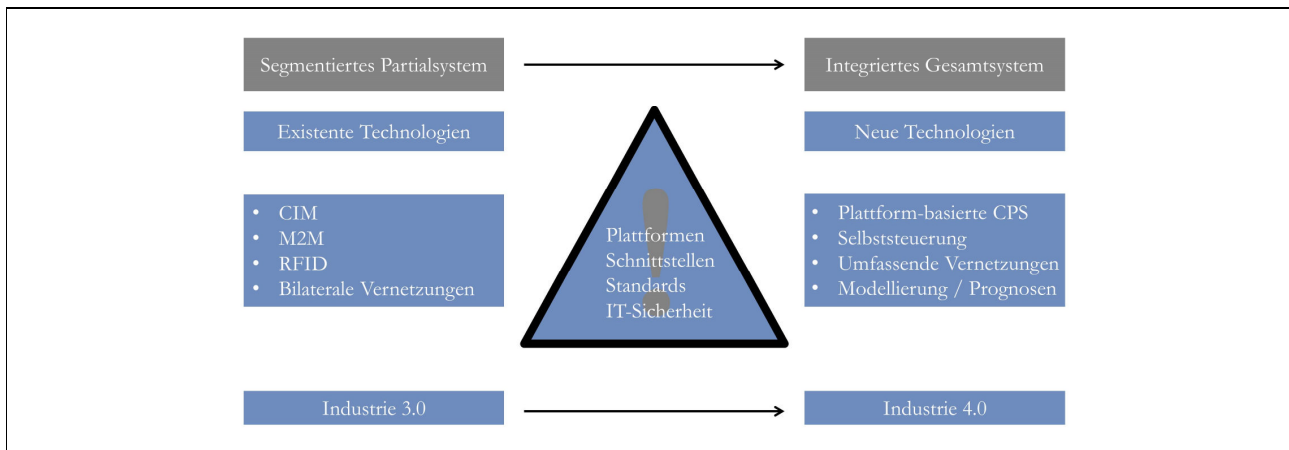 Segmentiertes Partialsystem
Integriertes Gesamtsystem
Existente Technologien
Neue Technologien
• CIM
• M2M
• RFID
• Bilaterale Vernetzungen
Plattformen
Schnittstellen
Standards
IT-Sicherheit
• Plattform-basierte CPS
• Selbststeuerung
• Umfassende Vernetzungen
• Modellierung / Prognosen
Industrie 3.0
Industrie 4.0